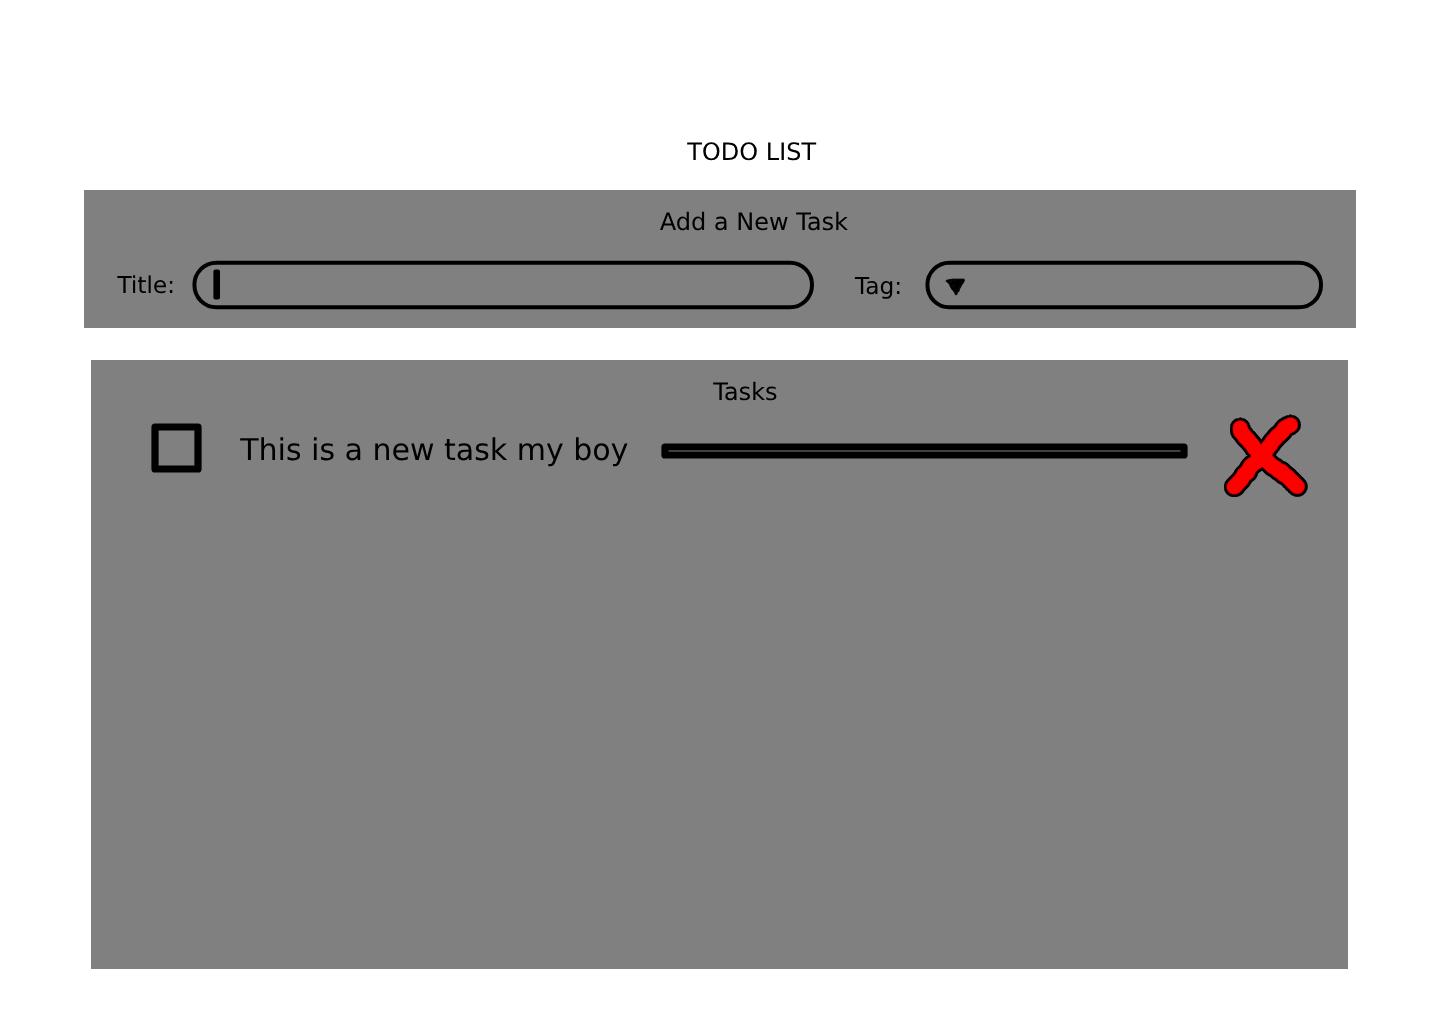 TODO LIST
Add a New Task
Title:
Tag:
Tasks
This is a new task my boy